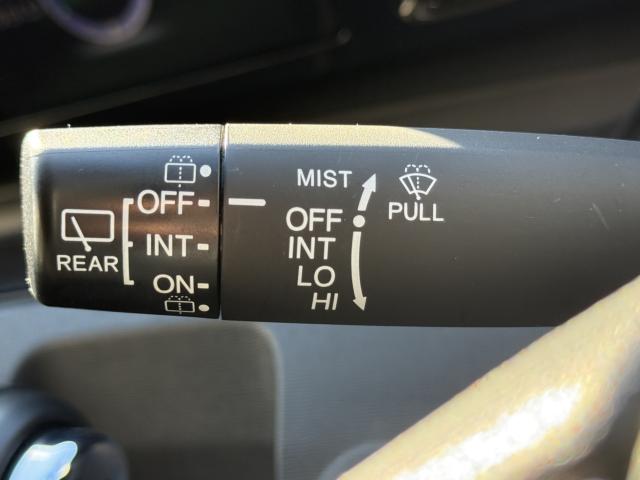 REAR
OFF
INT
ON
MIST
OFF
INT
LO
HI
PULL